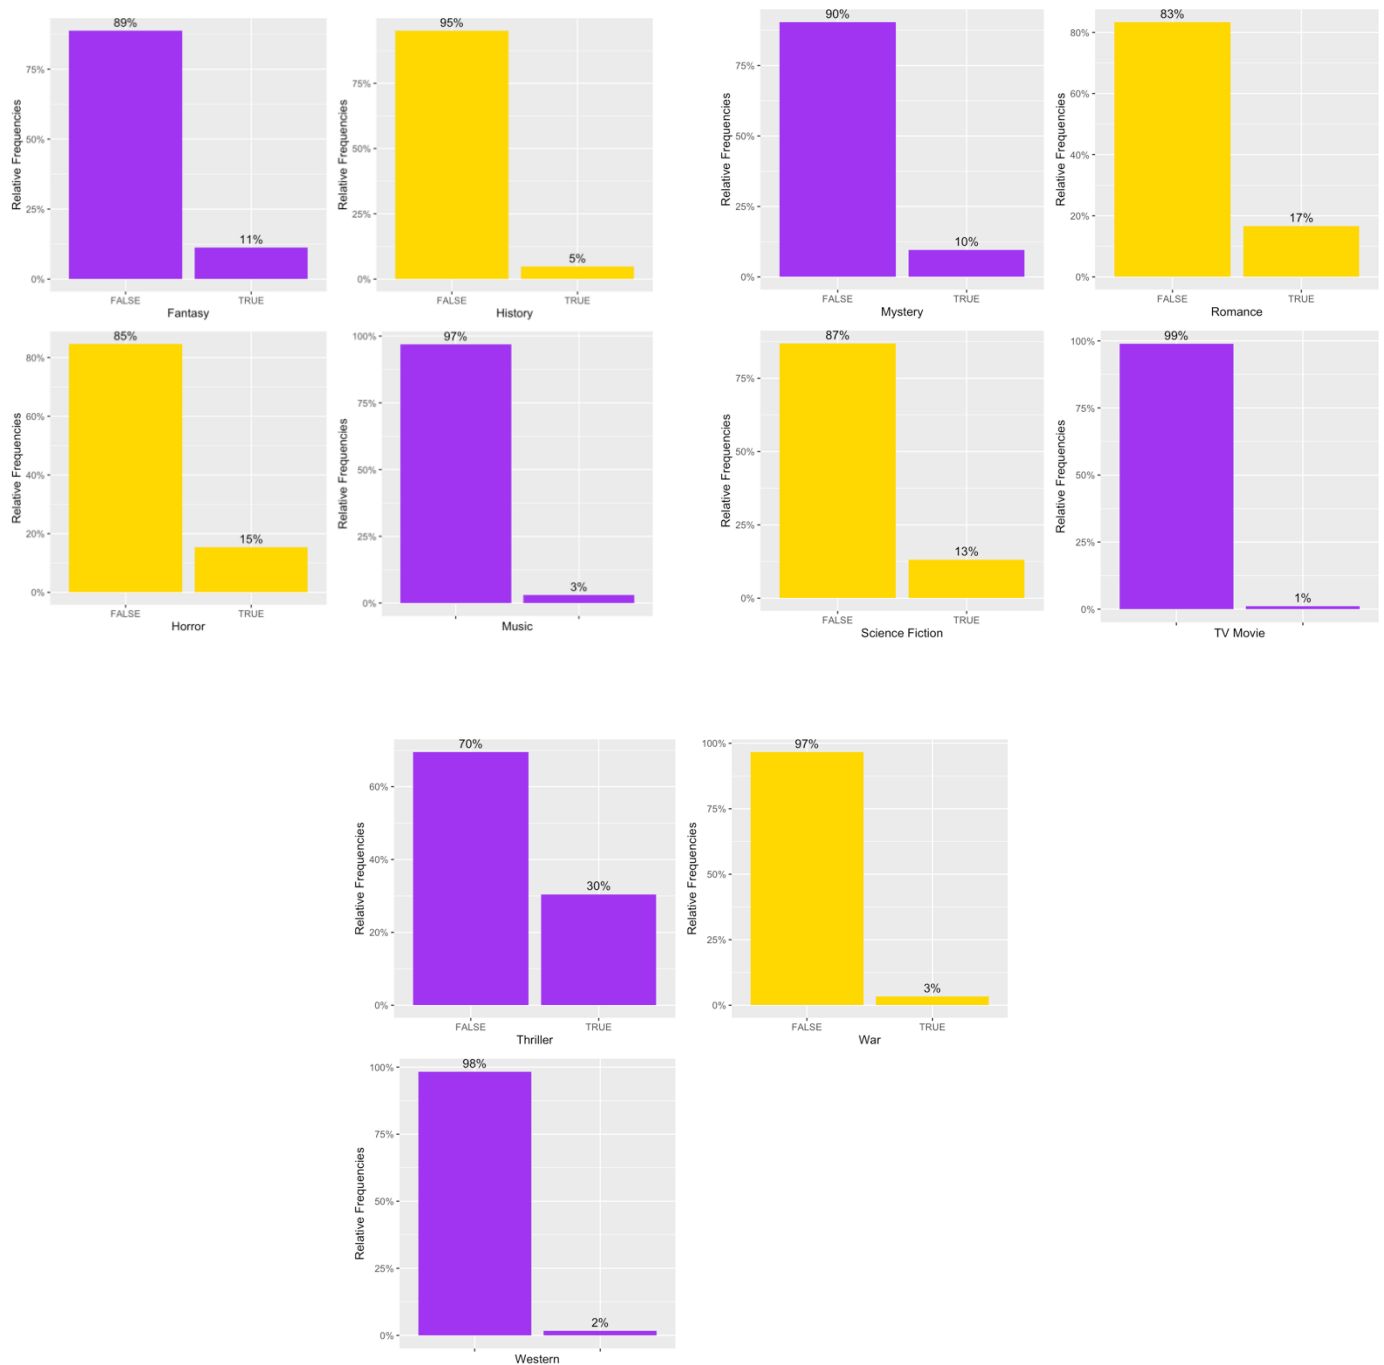 89%
75%
50%
25%
0%
Relative Frequencies
11%
FALSE TRUE
Fantasy
95%
75%
50%
25%
0%
Relative Frequencies
5%
FALSE TRUE
History
90%
75%
50%
25%
0%
Relative Frequencies
10%
FALSE TRUE
Mystery
83%
80%
60%
40%
20%
0%
Relative Frequencies
17%
FALSE TRUE
Romance
85%
80%
60%
40%
20%
0%
Relative Frequencies
15%
FALSE TRUE
Horror
97%
100%
75%
50%
25%
0%
Relative Frequencies
3%
Music
87%
75%
50%
25%
0%
Relative Frequencies
13%
FALSE TRUE
Science Fiction
99%
100%
75%
50%
25%
0%
Relative Frequencies
1%
TV Movie
70%
60%
40%
20%
0%
Relative Frequencies
30%
FALSE TRUE
Thriller
97%
100%
75%
50%
25%
0%
Relative Frequencies
3%
FALSE TRUE
War
98%
100%
75%
50%
25%
0%
Relative Frequencies
2%
Western